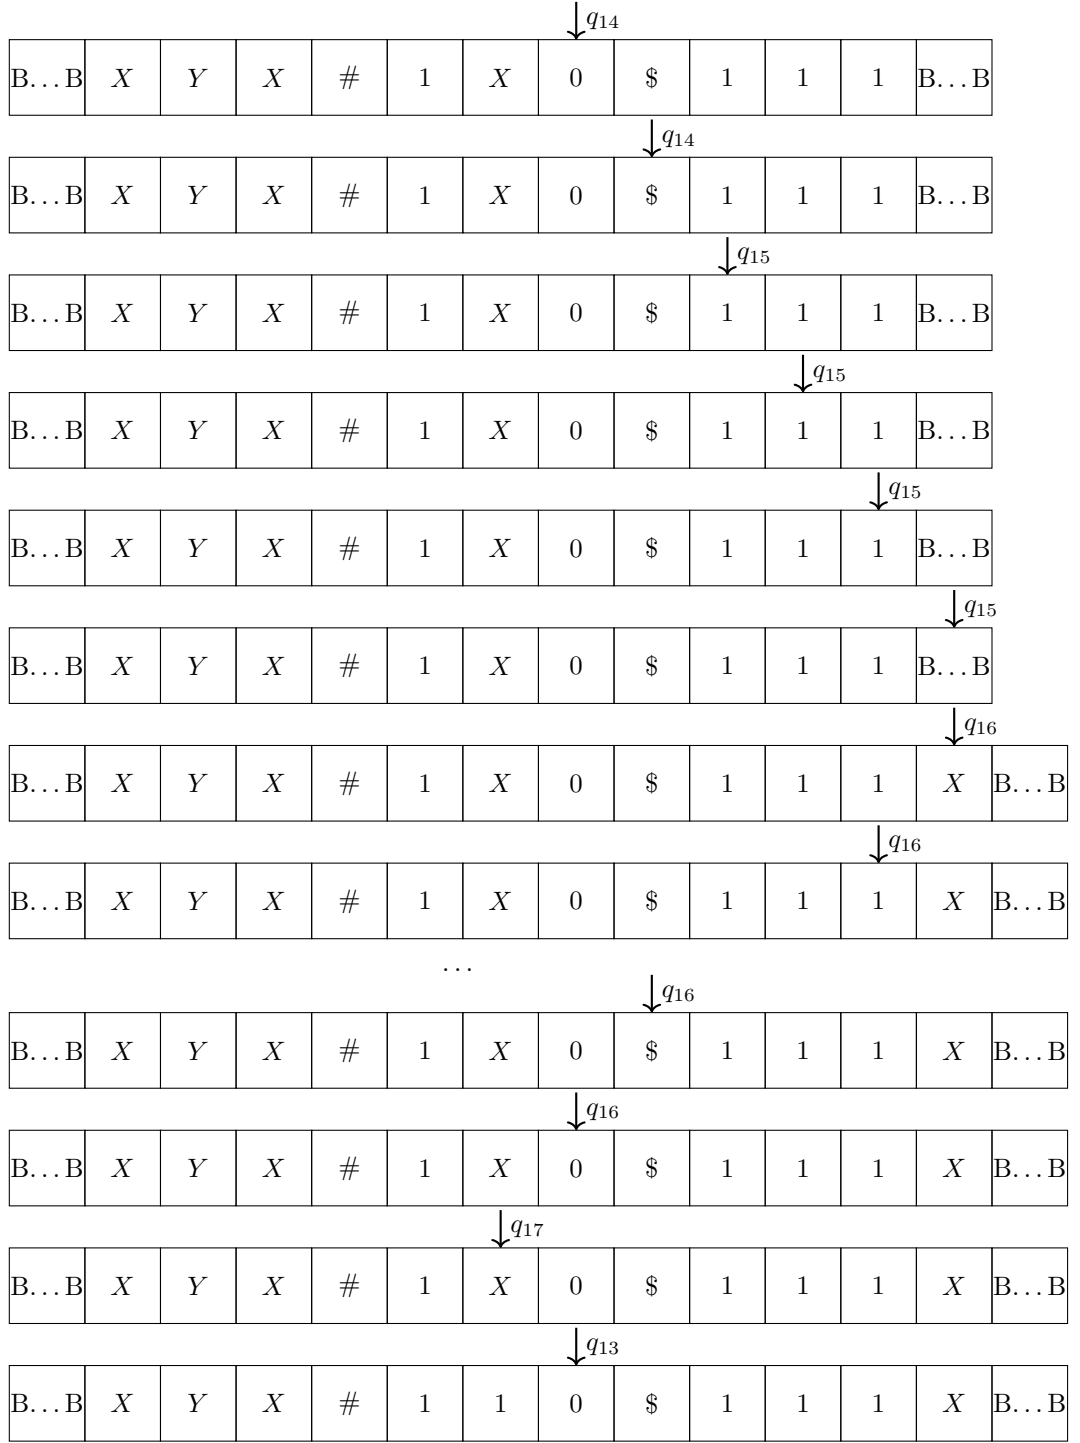 q14
B...B X Y X # 1 X 0 $ 1 1 1 B...B
q14
B...B X Y X # 1 X 0 $ 1 1 1 B...B
q15
B...B X Y X # 1 X 0 $ 1 1 1 B...B
q15
B...B X Y X # 1 X 0 $ 1 1 1 B...B
q15
B...B X Y X # 1 X 0 $ 1 1 1 B...B
q15
B...B X Y X # 1 X 0 $ 1 1 1 B...B
q16
B...B X Y X # 1 X 0 $ 1 1 1 X B...B
q16
B...B X Y X # 1 X 0 $ 1 1 1 X B...B
...
q16
B...B X Y X # 1 X 0 $ 1 1 1 X B...B
q16
B...B X Y X # 1 X 0 $ 1 1 1 X B...B
q17
B...B X Y X # 1 X 0 $ 1 1 1 X B...B
q13
B...B X Y X # 1 1 0 $ 1 1 1 X B...B